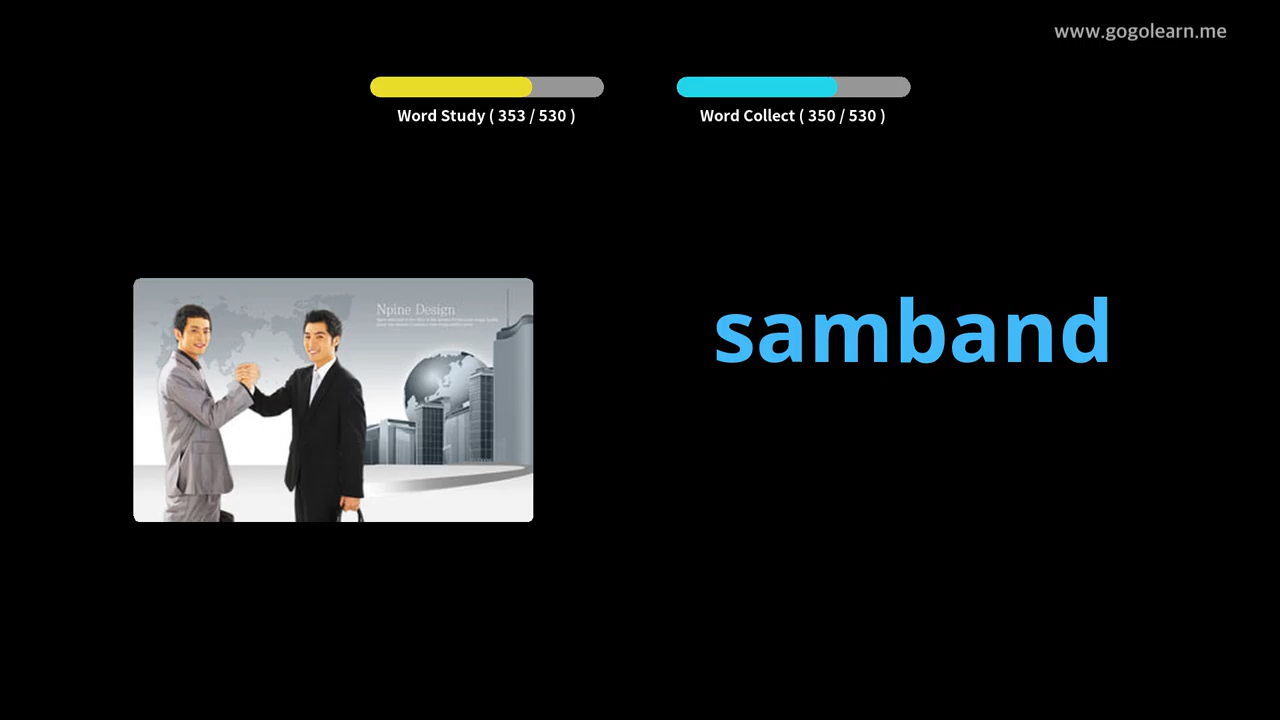 www.gogolearn.me
Word Study ( 353 / 530 )
Word Collect ( 350 / 530 )
Npine Design
samband